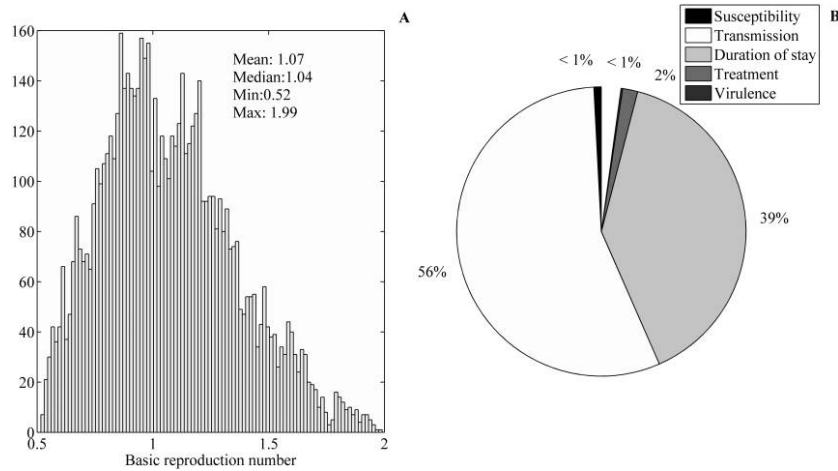 A
160
140
120
100
80
60
40
20
0
Mean: 1.07
Median:1.04
Min:0.52
Max: 1.99
0.5
1
1.5
2
Basic reproduction number
B
Susceptibility
Transmission
Duration of stay
Treatment
Virulence
< 1%
< 1%
2%
39%
56%